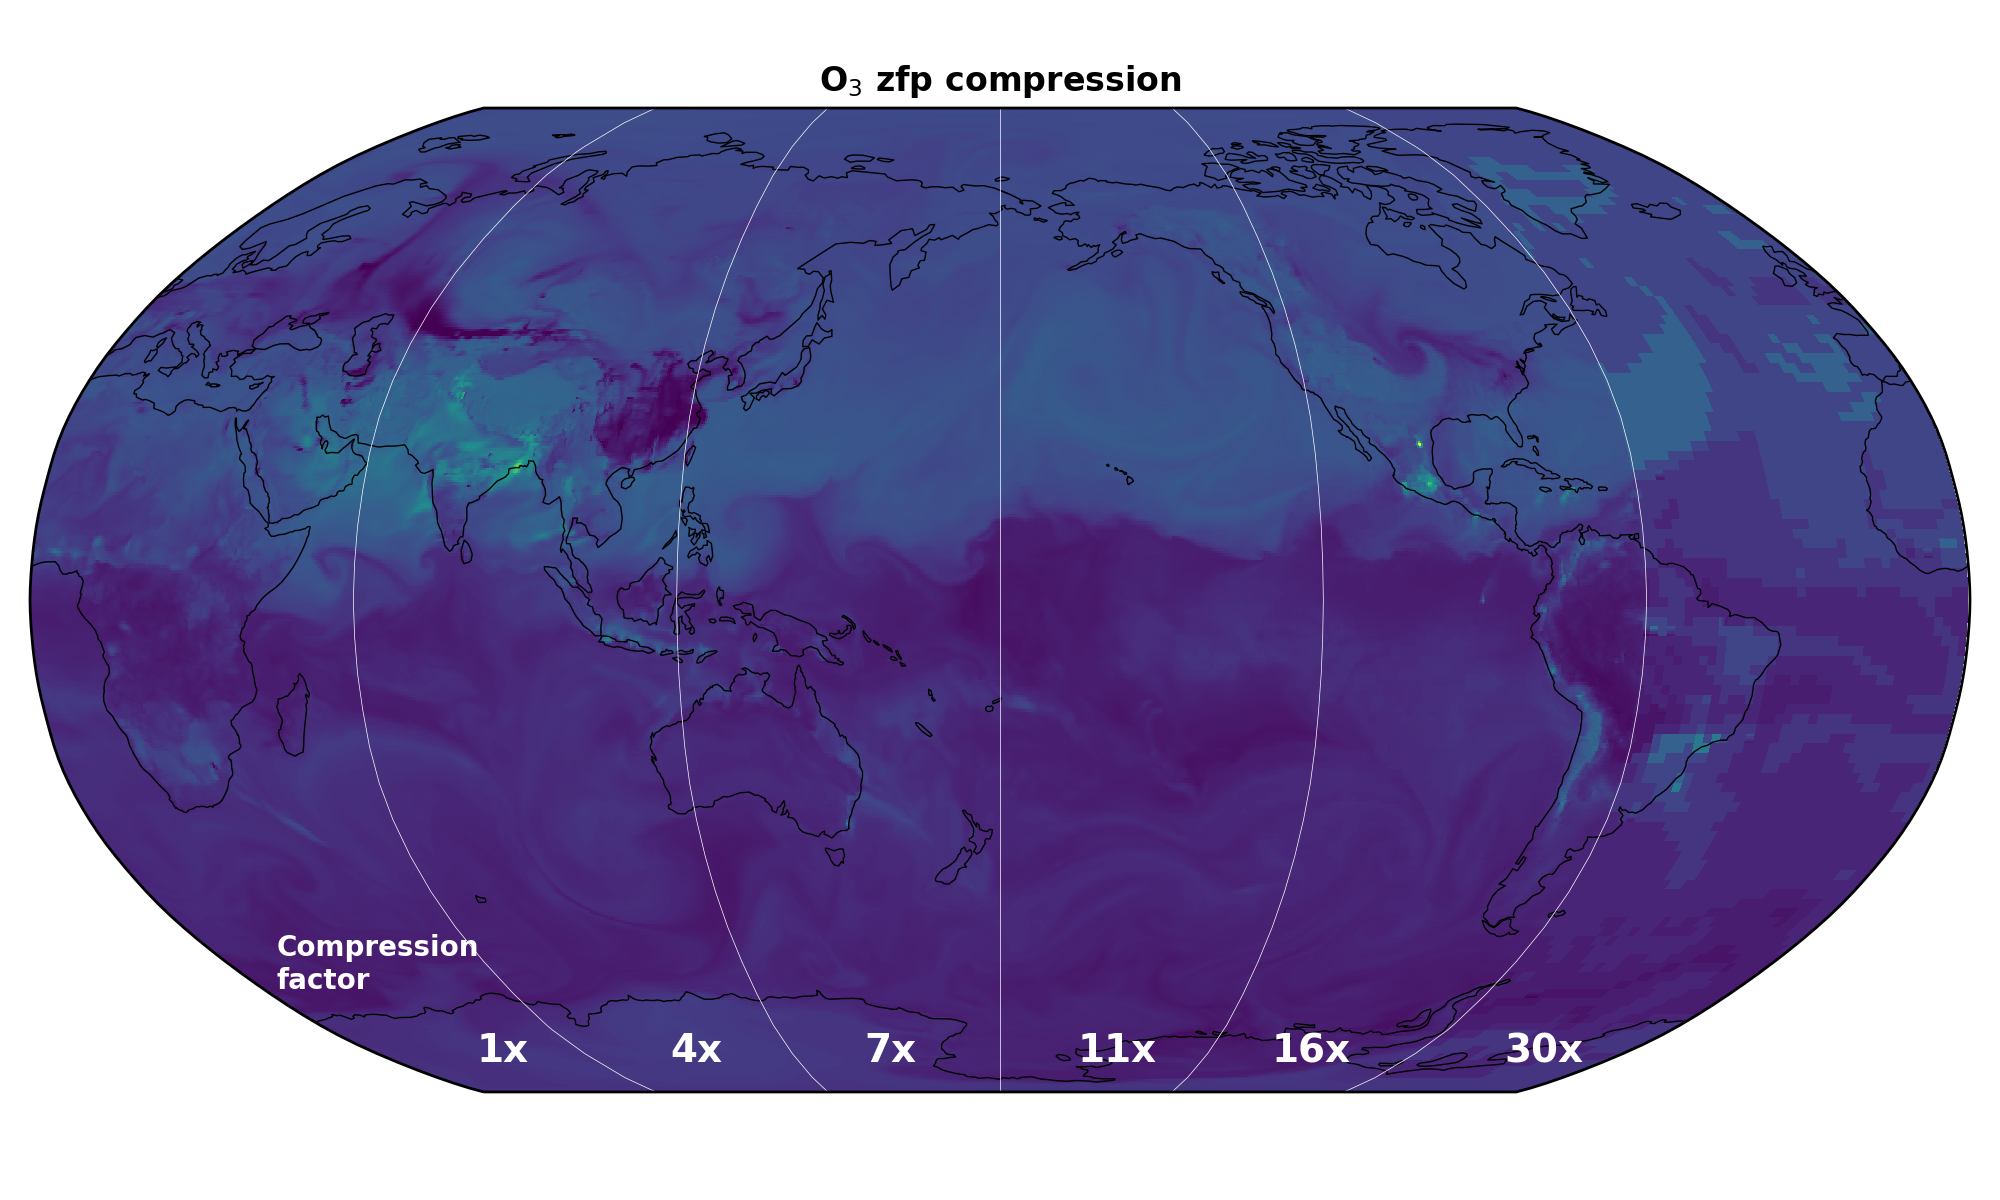 O₃ zfp compression
Compression
factor
1x 4x 7x 11x 16x 30x